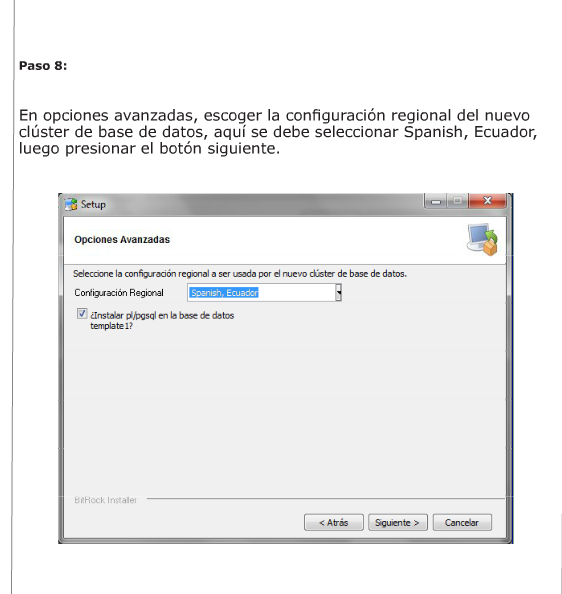 Paso 8:
En opciones avanzadas, escoger la configuración regional del nuevo
clúster de base de datos, aquí se debe seleccionar Spanish, Ecuador,
luego presionar el botón siguiente.
Setup
Opciones Avanzadas
Seleccione la configuración regional a ser usada por el nuevo clúster de base de datos.
Configuración Regional Spanish, Ecuador
¿Instalar pl/pgsql en la base de datos
template1?
BitRock Installer
< Atrás Siguiente > Cancelar